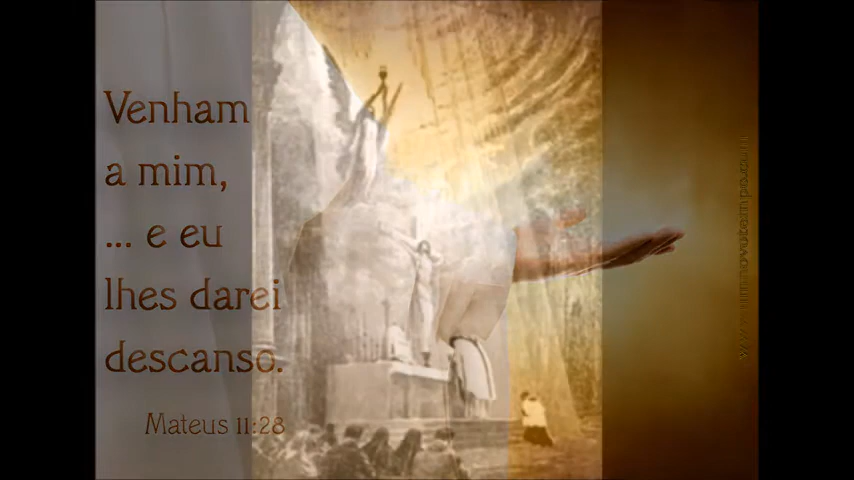 Venham
a mim,
... e eu
lhes darei
descanso.
Mateus 11:28